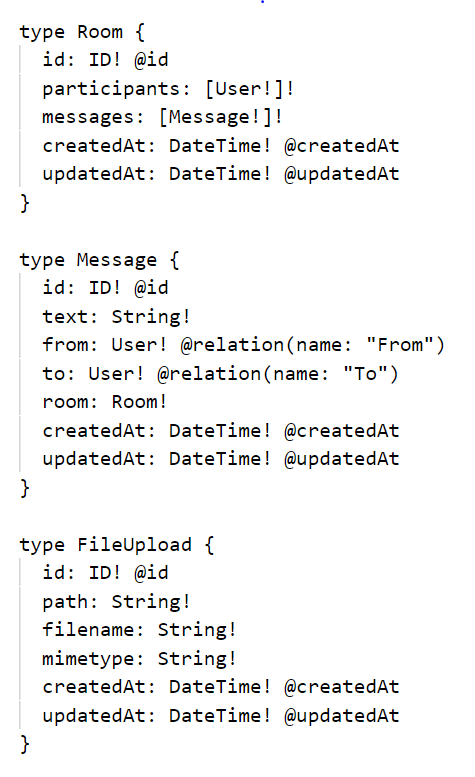 type Room {
  id: ID! @id
  participants: [User!]!
  messages: [Message!]!
  createdAt: DateTime! @createdAt
  updatedAt: DateTime! @updatedAt
}

type Message {
  id: ID! @id
  text: String!
  from: User! @relation(name: "From")
  to: User! @relation(name: "To")
  room: Room!
  createdAt: DateTime! @createdAt
  updatedAt: DateTime! @updatedAt
}

type FileUpload {
  id: ID! @id
  path: String!
  filename: String!
  mimetype: String!
  createdAt: DateTime! @createdAt
  updatedAt: DateTime! @updatedAt
}